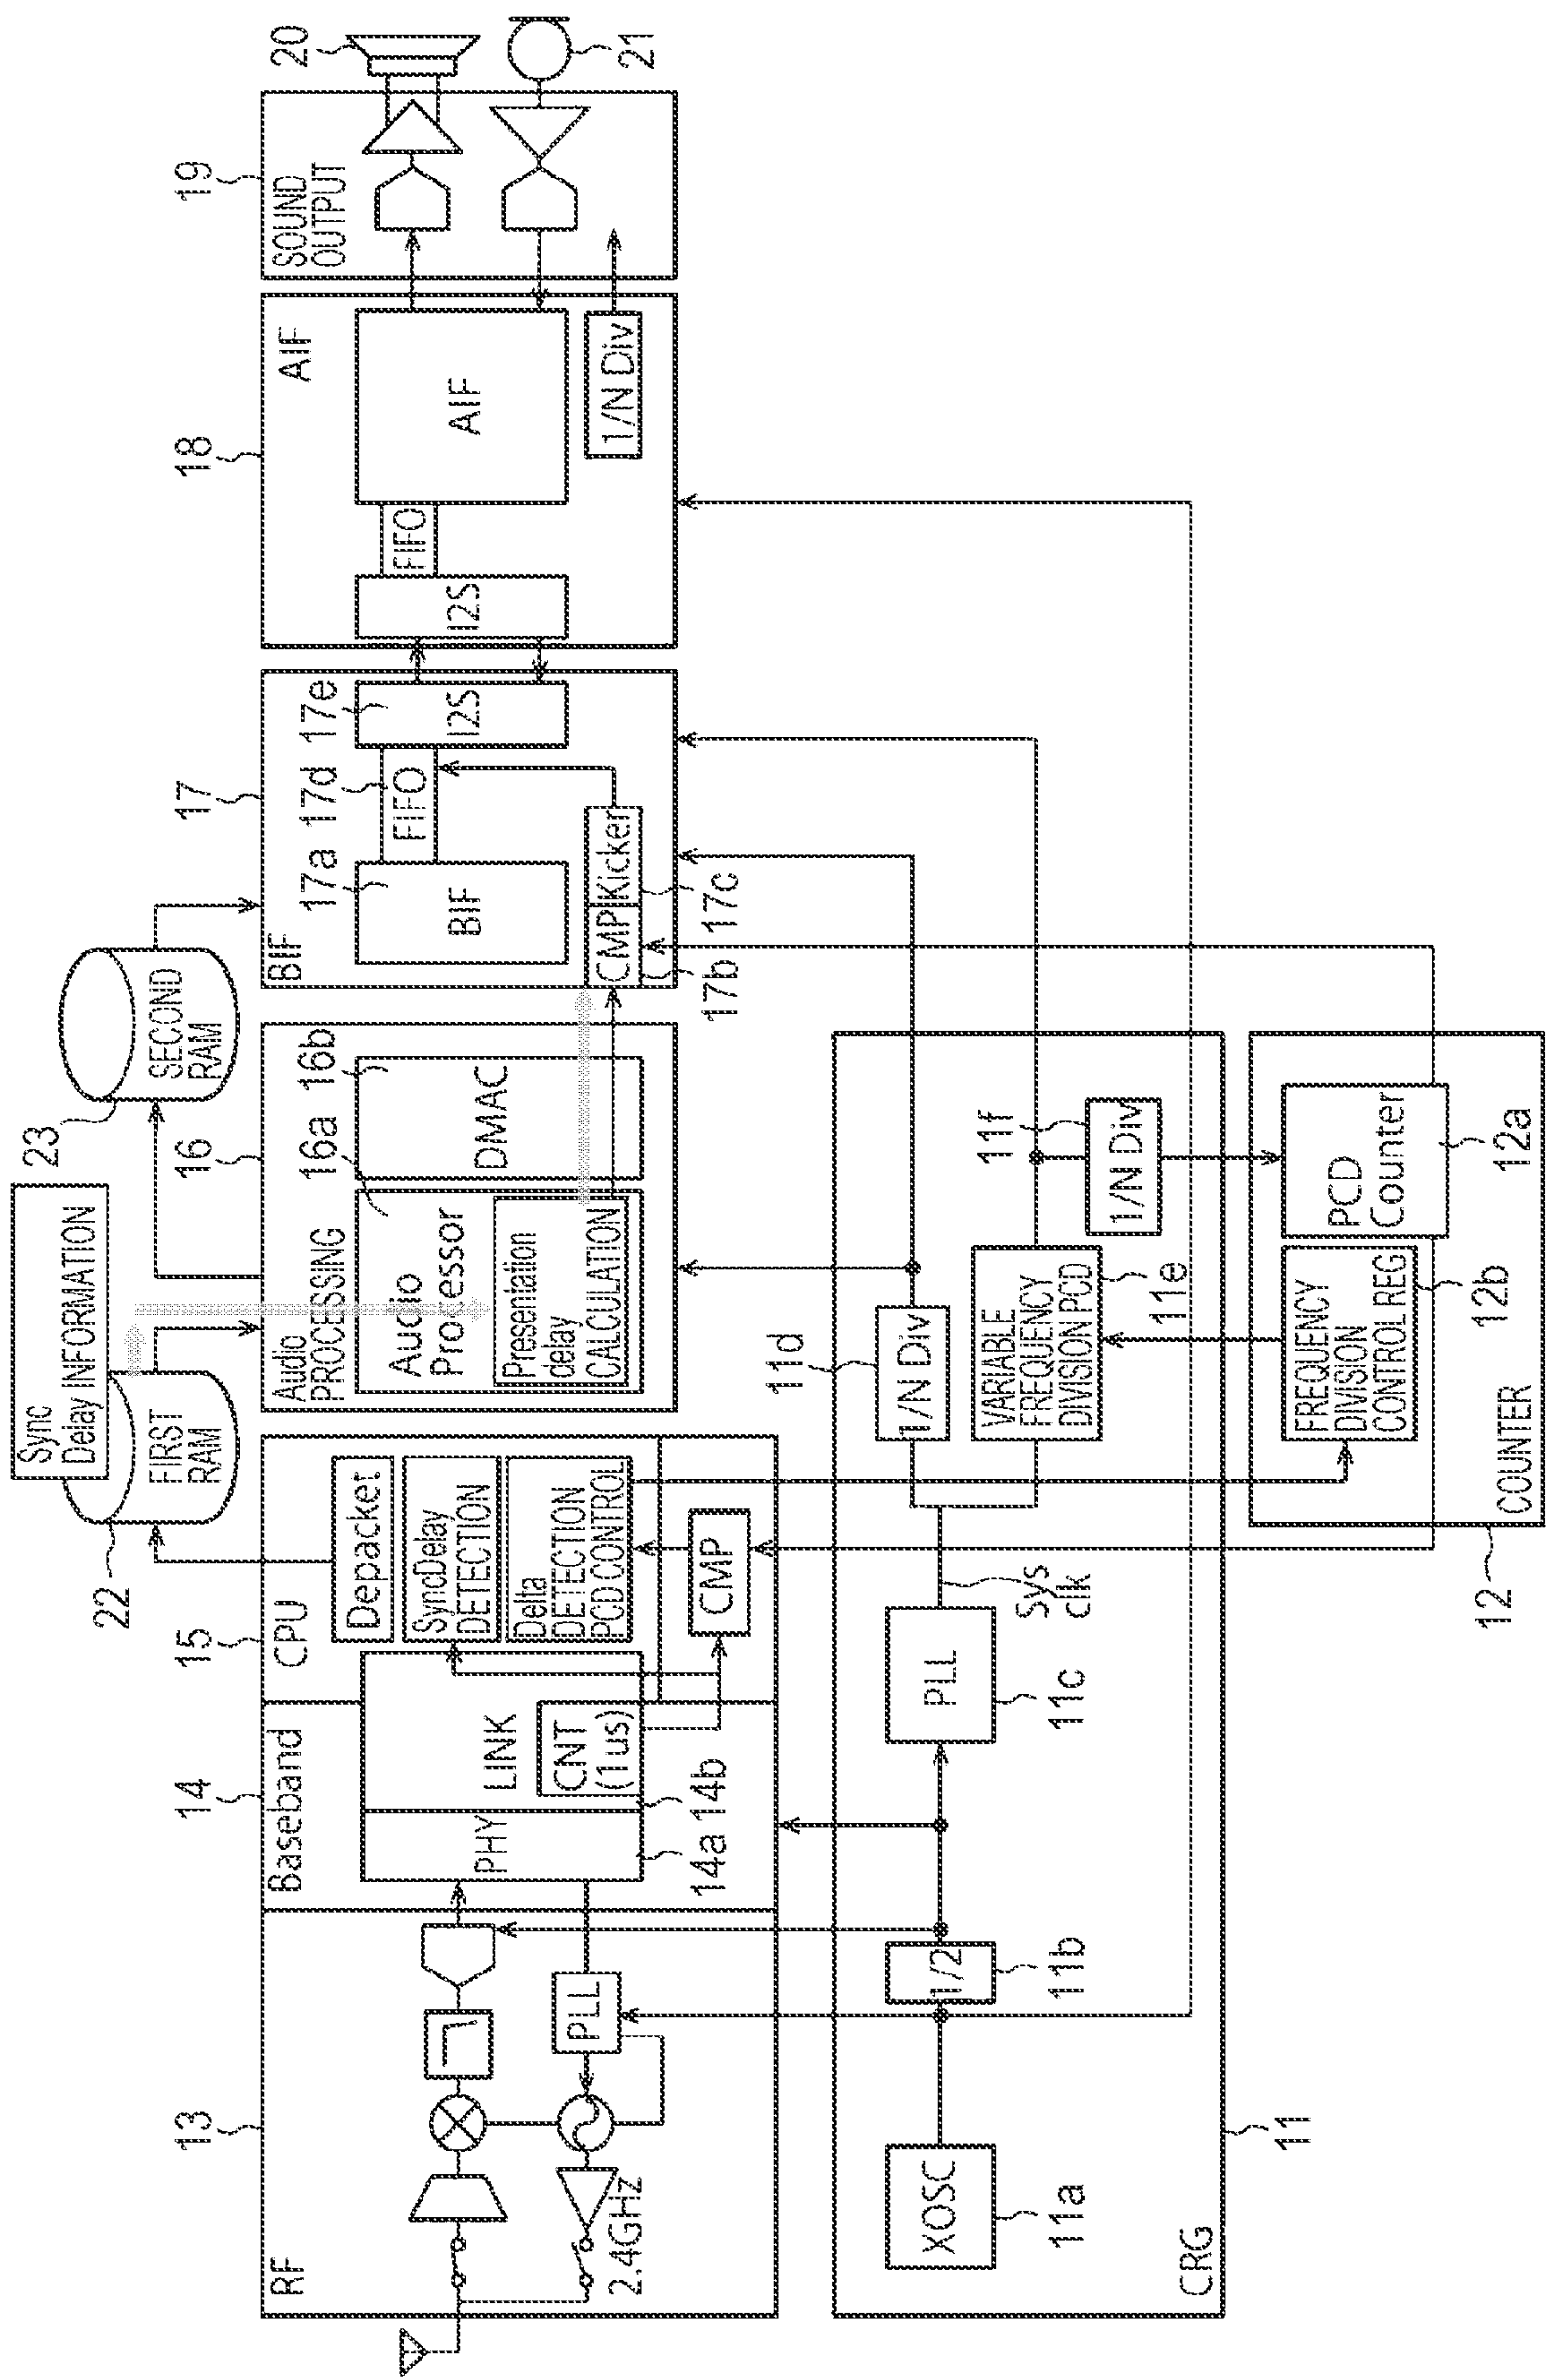 20
21
19
SOUND
OUTPUT
18
AIF
AIF
1/N Div
FIFO
I2S
17
BIF
17e
I2S
17d
FIFO
17a
BIF
CMP
Kicker
17c
17b
23
SECOND
RAM
16
Audio
PROCESSING
16b
DMAC
16a
Audio
Processor
Presentation
delay
CALCULATION
Sync
Delay INFORMATION
FIRST
RAM
22
15
CPU
Depacket
SyncDelay
DETECTION
Delta
DETECTION
PCD CONTROL
CMP
14
Baseband
LINK
CNT
(1us)
14b
PHY
14a
13
RF
PLL
2.4GHz
11
CRG
XOSC
11a
1/2
11b
PLL
11c
Sys
clk
11d
1/N Div
VARIABLE
FREQUENCY
DIVISION PCD
11e
11f
1/N Div
12
COUNTER
PCD
Counter
12a
FREQUENCY
DIVISION
CONTROL REG
12b